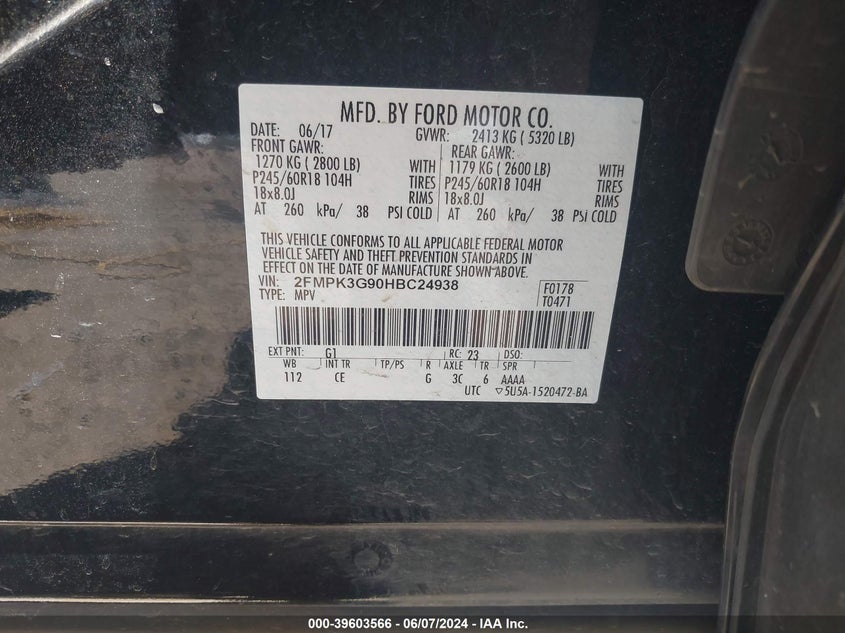 MFD. BY FORD MOTOR CO.
DATE: 06/17 GVWR: 2413 KG ( 5320 LB)
FRONT GAWR: REAR GAWR:
1270 KG ( 2800 LB) WITH 1179 KG ( 2600 LB) WITH
P245/60R18 104H TIRES P245/60R18 104H TIRES
18x8.0J RIMS 18x8.0J RIMS
AT 260 kPa/ 38 PSI COLD AT 260 kPa/ 38 PSI COLD
THIS VEHICLE CONFORMS TO ALL APPLICABLE FEDERAL MOTOR
VEHICLE SAFETY AND THEFT PREVENTION STANDARDS IN
EFFECT ON THE DATE OF MANUFACTURE SHOWN ABOVE.
VIN: 2FMPK3G90HBC24938 F0178
TYPE: MPV T0471
EXT PNT: G1 RC: 23 DSO:
WB INT TR TP/PS R AXLE TR SPR
112 CE G 3C 6 AAAA
UTC ▽5U5A-1520472-BA
000-39603566 - 06/07/2024 - IAA Inc.